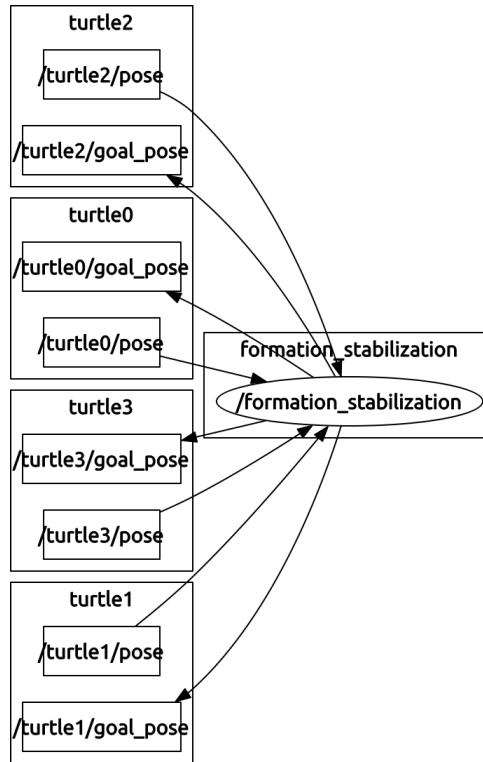 turtle2
/turtle2/pose
/turtle2/goal_pose
turtle0
/turtle0/goal_pose
/turtle0/pose
formation_stabilization
/formation_stabilization
turtle3
/turtle3/goal_pose
/turtle3/pose
turtle1
/turtle1/pose
/turtle1/goal_pose